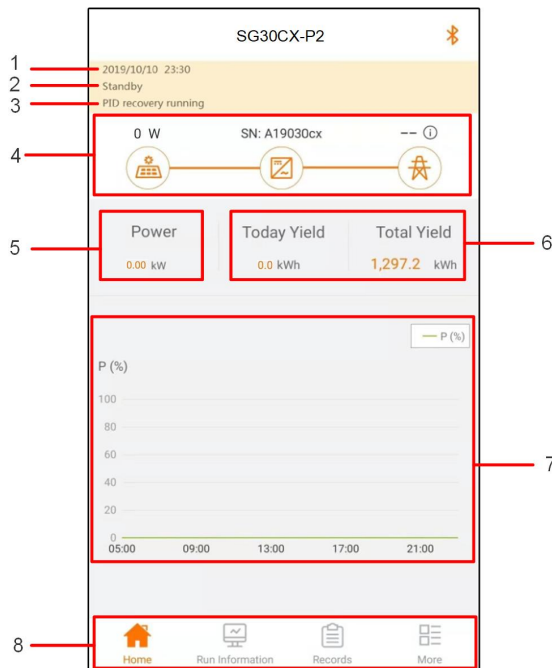 SG30CX-P2
1
2019/10/10 23:30
2
Standby
3
PID recovery running
4
0 W SN: A19030cx --
5
6
Power Today Yield Total Yield
0.00 kW 0.0 kWh 1,297.2 kWh
7
P (%)
P (%)
100
80
60
40
20
0
05:00 09:00 13:00 17:00 21:00
8
Home Run Information Records More